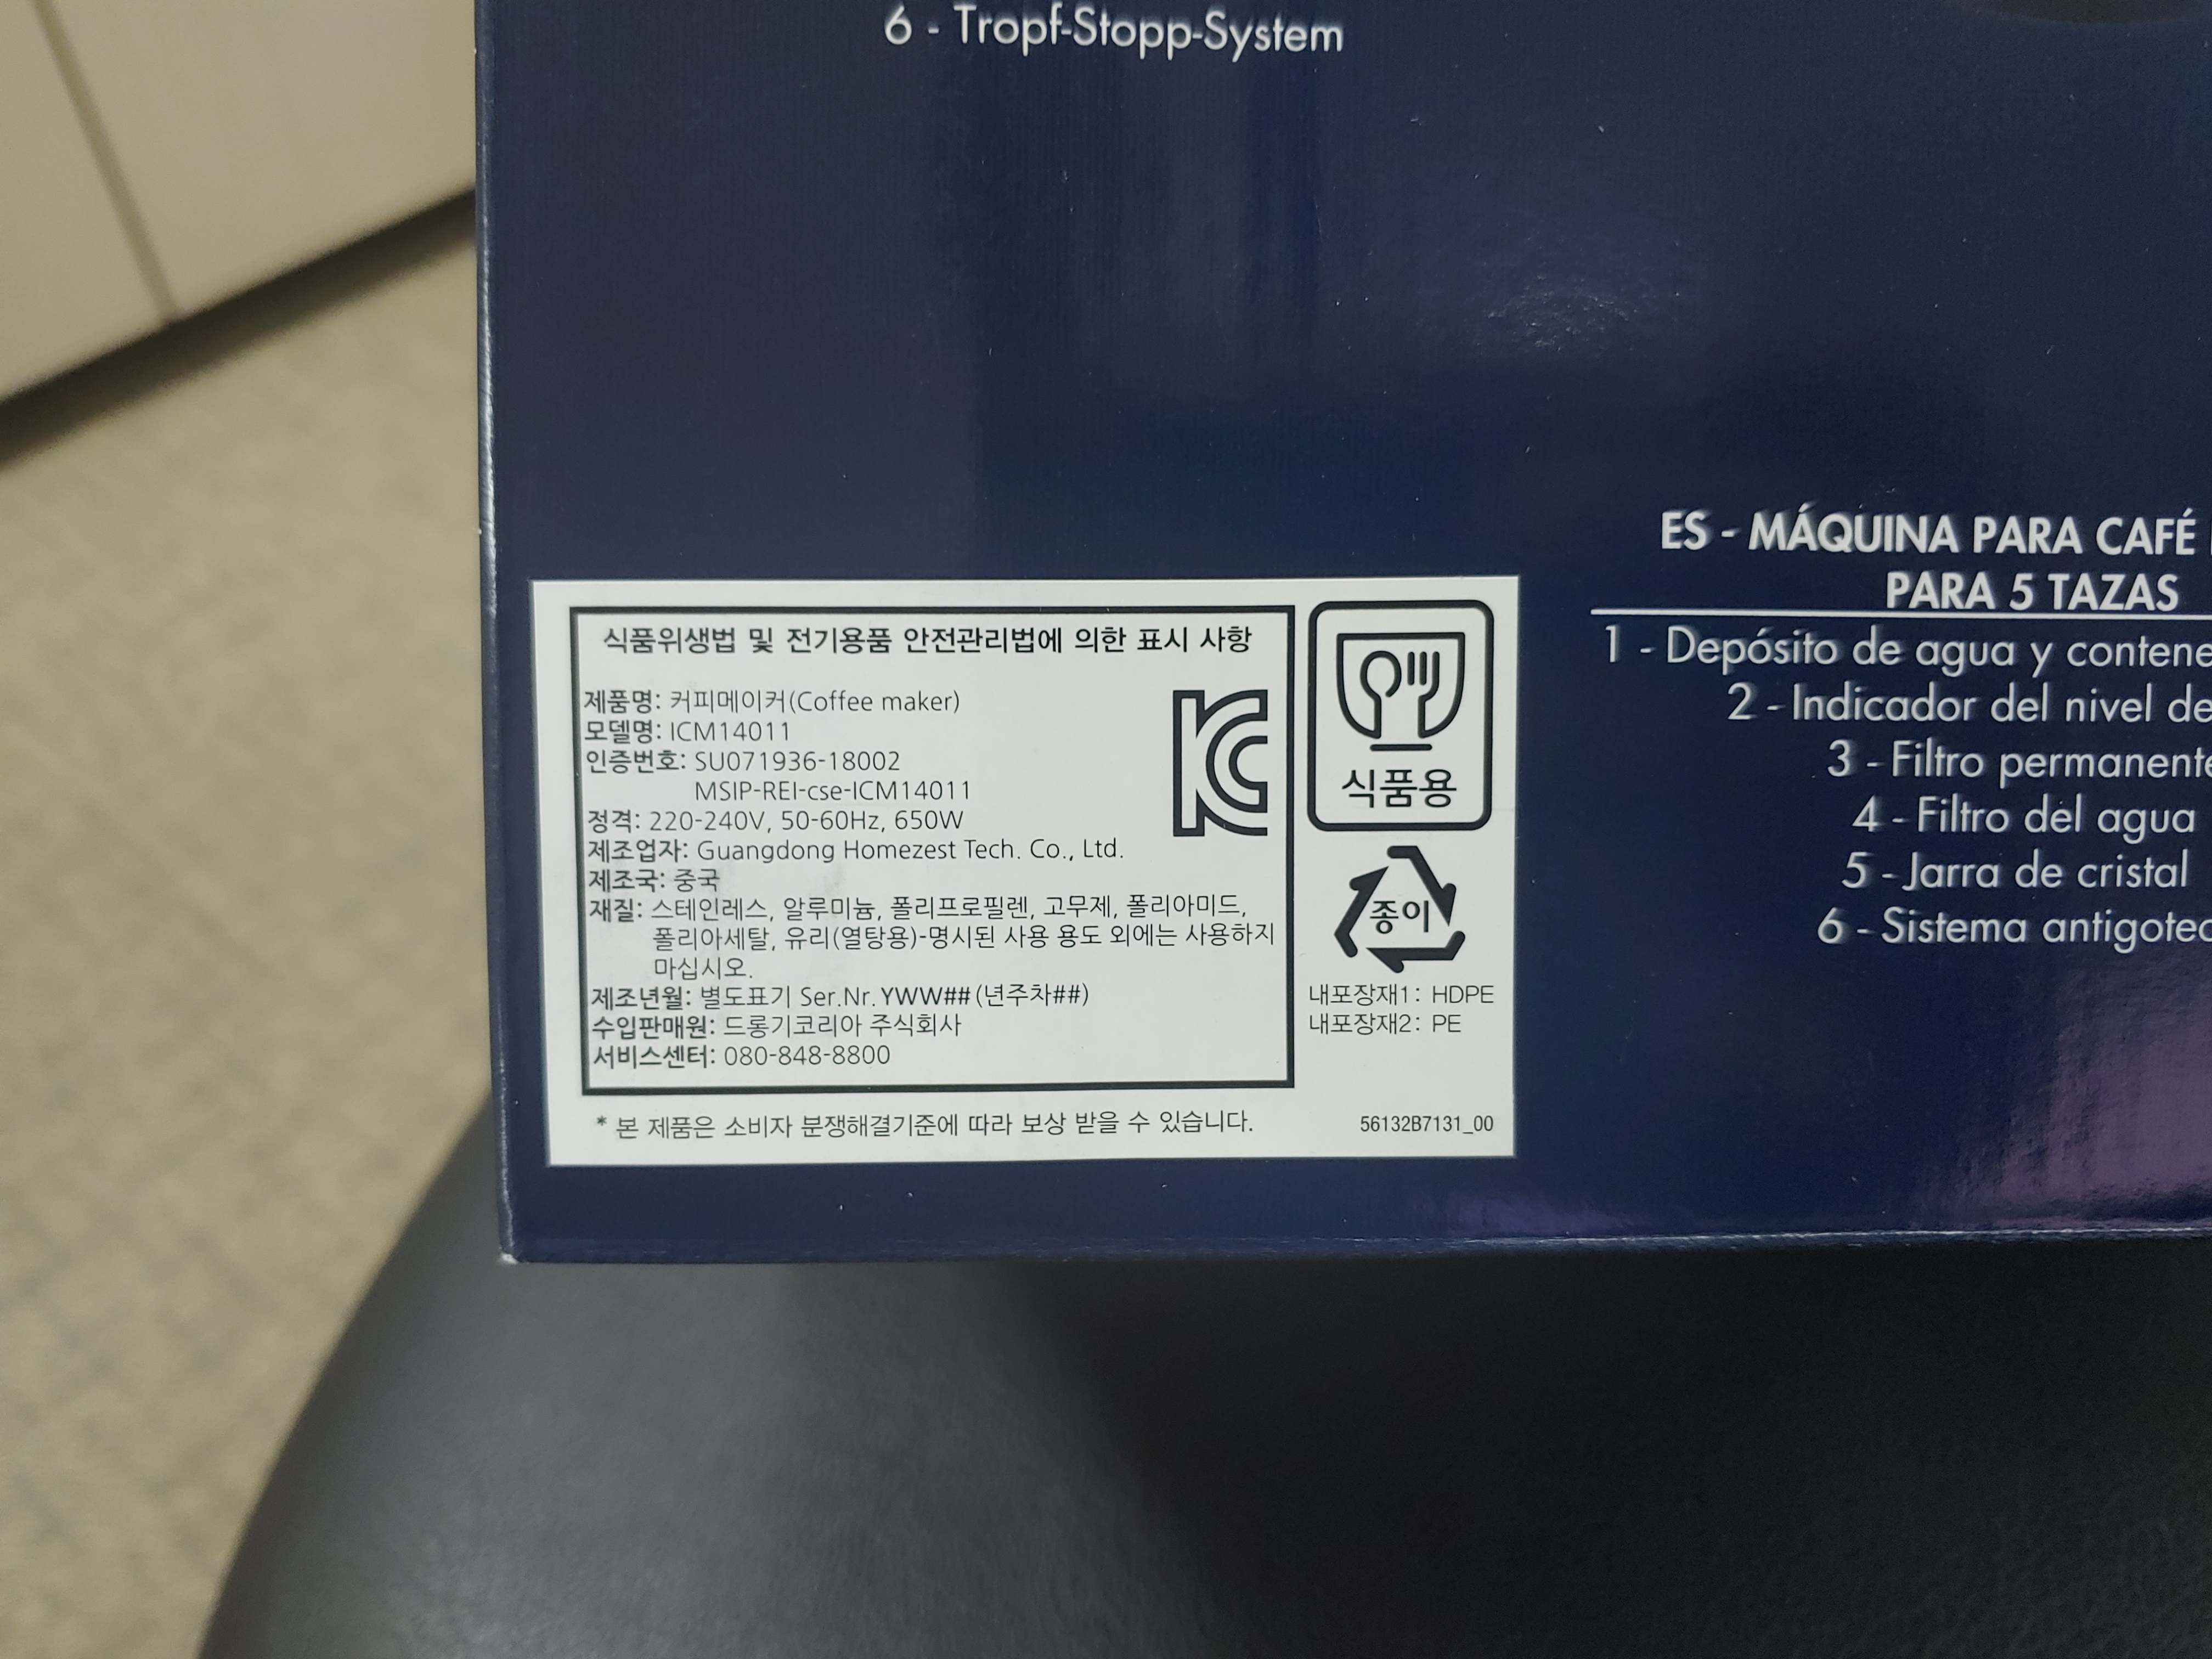 6 - Tropf-Stopp-System
식품위생법 및 전기용품 안전관리법에 의한 표시 사항
제품명: 커피메이커(Coffee maker)
모델명: ICM14011
인증번호: SU071936-18002
MSIP-REI-cse-ICM14011
정격: 220-240V, 50-60Hz, 650W
제조업자: Guangdong Homezest Tech. Co., Ltd.
제조국: 중국
재질: 스테인레스, 알루미늄, 폴리프로필렌, 고무제, 폴리아미드,
폴리아세탈, 유리(열탕용)-명시된 사용 용도 외에는 사용하지
마십시오.
제조년월: 별도표기 Ser.Nr.YWW## (년주차##)
수입판매원: 드롱기코리아 주식회사
서비스센터: 080-848-8800
* 본 제품은 소비자 분쟁해결기준에 따라 보상 받을 수 있습니다.
KC
식품용
종이
내포장재1: HDPE
내포장재2: PE
56132B7131_00
ES - MÁQUINA PARA CAFÉ
PARA 5 TAZAS
1 - Depósito de agua y
2 - Indicador del nivel de
3 - Filtro permanente
4 - Filtro del agua
5 - Jarra de cristal
6 - Sistema